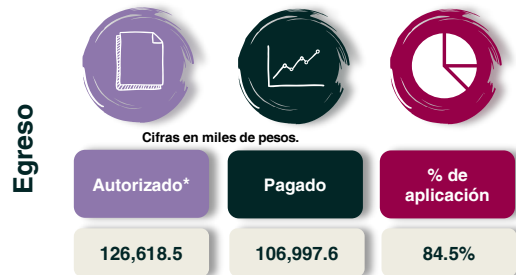 Egreso
Cifras en miles de pesos.
Autorizado*
Pagado
% de
aplicación
126,618.5
106,997.6
84.5%